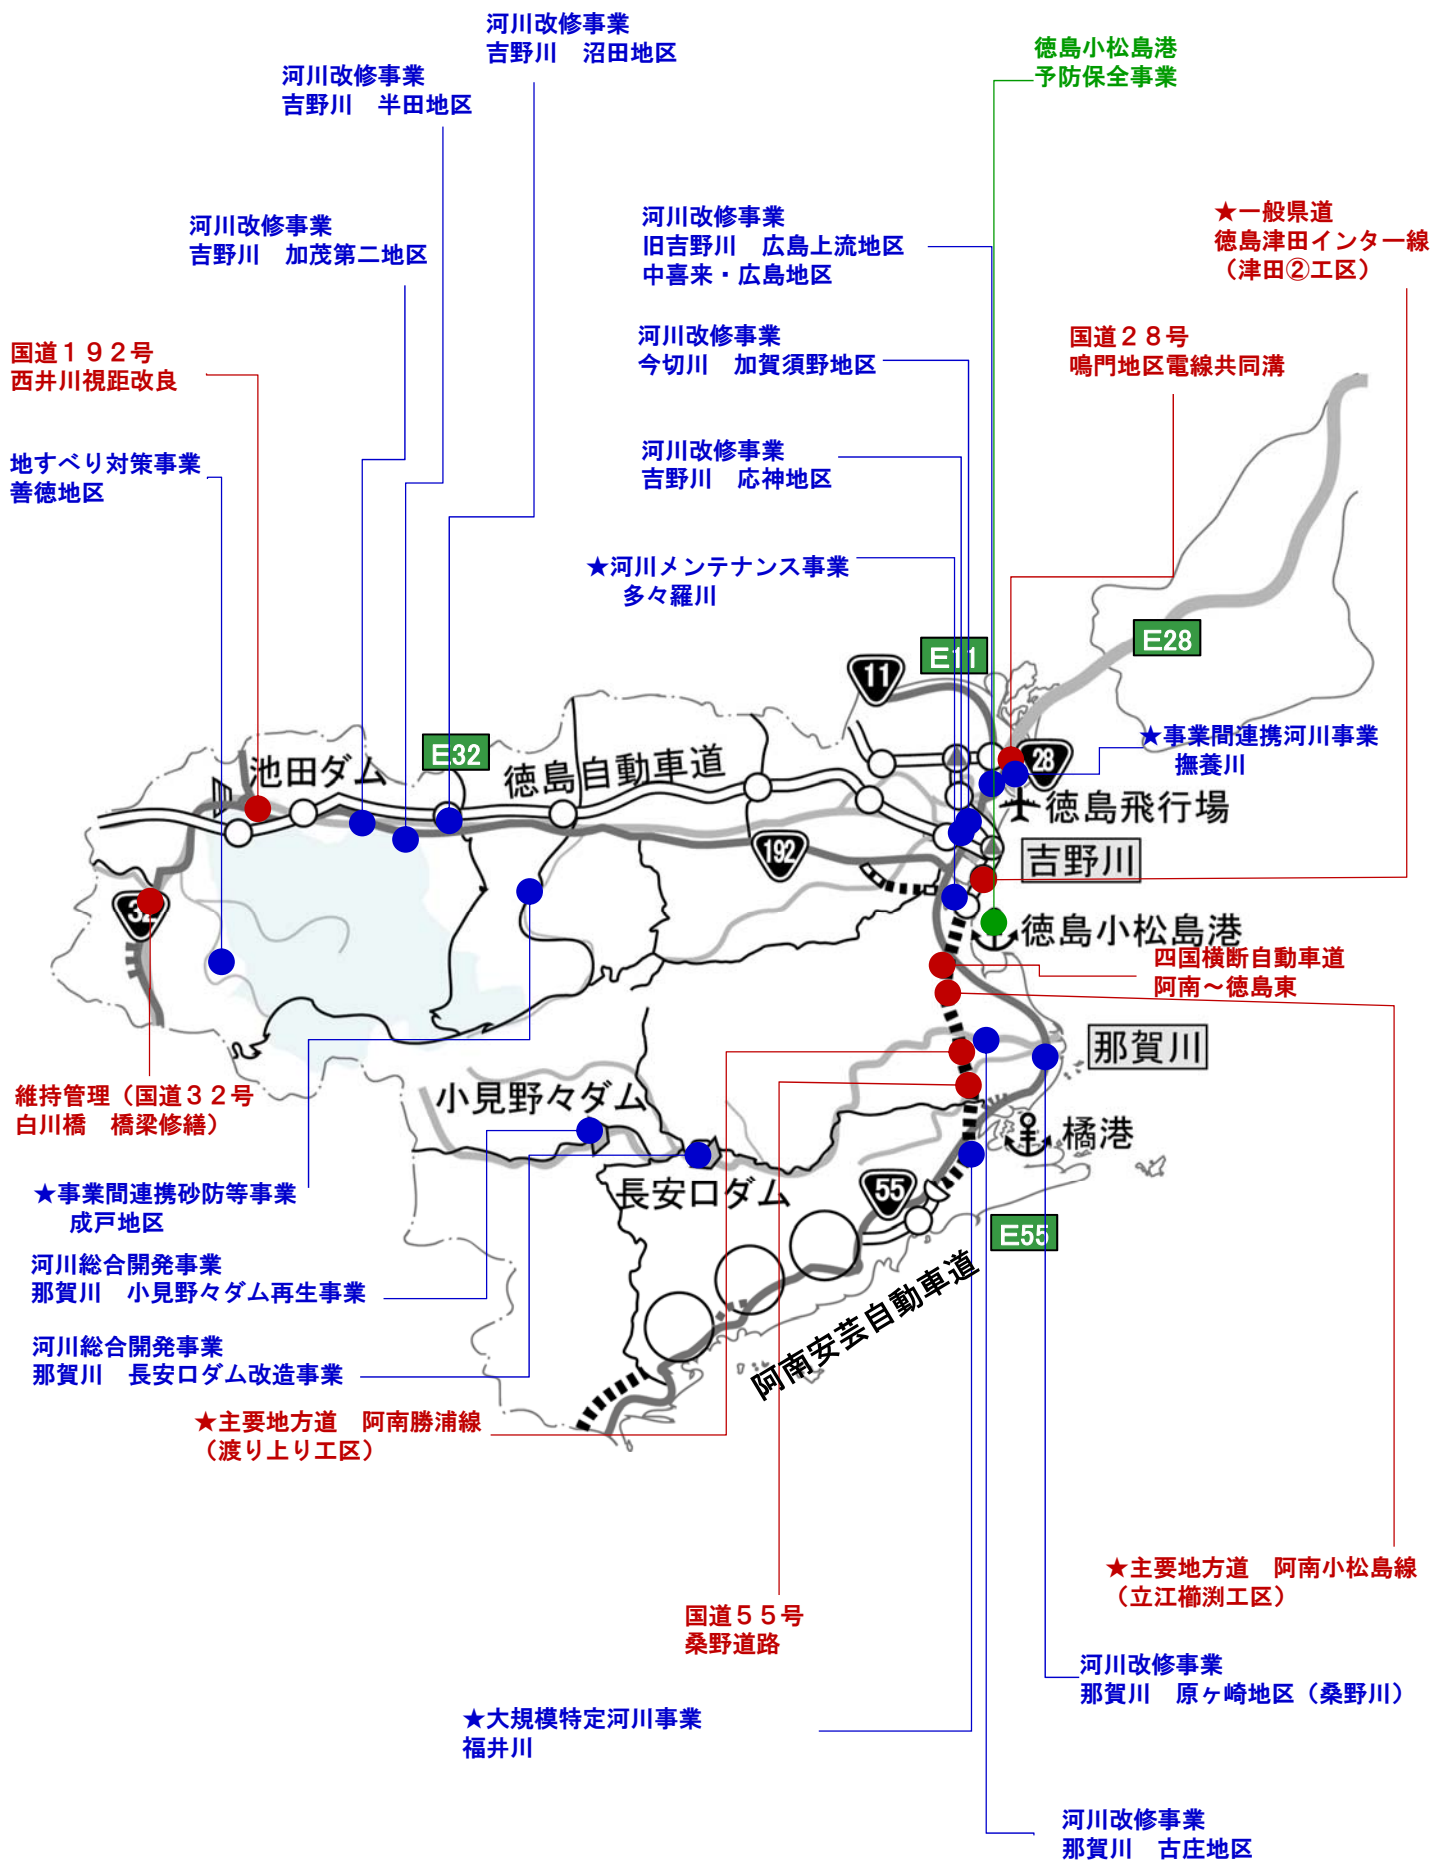 河川改修事業
吉野川　沼田地区
徳島小松島港
予防保全事業
河川改修事業
吉野川　半田地区
★一般県道
徳島津田インター線
（津田②工区）
河川改修事業
旧吉野川　広島上流地区
中喜来・広島地区
河川改修事業
吉野川　加茂第二地区
国道１９２号
西井川視距改良
河川改修事業
今切川　加賀須野地区
国道２８号
鳴門地区電線共同溝
地すべり対策事業
善徳地区
河川改修事業
吉野川　応神地区
★河川メンテナンス事業
多々羅川
E11
E28
11
★事業間連携河川事業
撫養川
E32
28
池田ダム
徳島自動車道
徳島飛行場
192
吉野川
32
徳島小松島港
四国横断自動車道
阿南～徳島東
那賀川
維持管理（国道３２号
白川橋　橋梁修繕）
小見野々ダム
橘港
★事業間連携砂防等事業
成戸地区
長安口ダム
55
E55
河川総合開発事業
那賀川　小見野々ダム再生事業
阿南安芸自動車道
河川総合開発事業
那賀川　長安口ダム改造事業
★主要地方道　阿南勝浦線
（渡り上り工区）
★主要地方道　阿南小松島線
（立江櫛渕工区）
国道５５号
桑野道路
河川改修事業
那賀川　原ヶ崎地区（桑野川）
★大規模特定河川事業
福井川
河川改修事業
那賀川　古庄地区